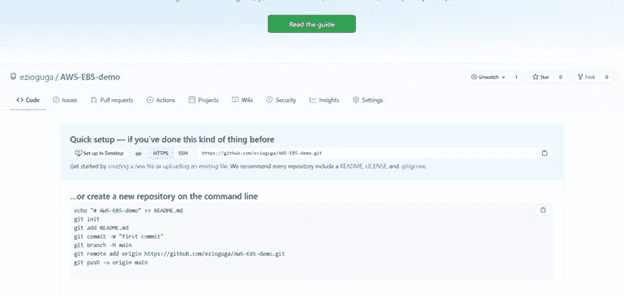 Read the guide
ezioguga / AWS-EBS-demo
Unwatch 1 Star 0 Fork 0
Code Issues Pull requests Actions Projects Wiki Security Insights Settings
Quick setup — if you've done this kind of thing before
Set up in Desktop or HTTPS SSH https://github.com/ezioguga/AWS-EBS-demo.git
Get started by creating a new file or uploading an existing file. We recommend every repository include a README, LICENSE, and .gitignore.
...or create a new repository on the command line
echo "# AWS-EBS-demo" >> README.md
git init
git add README.md
git commit -m "first commit"
git branch -M main
git remote add origin https://github.com/ezioguga/AWS-EBS-demo.git
git push -u origin main